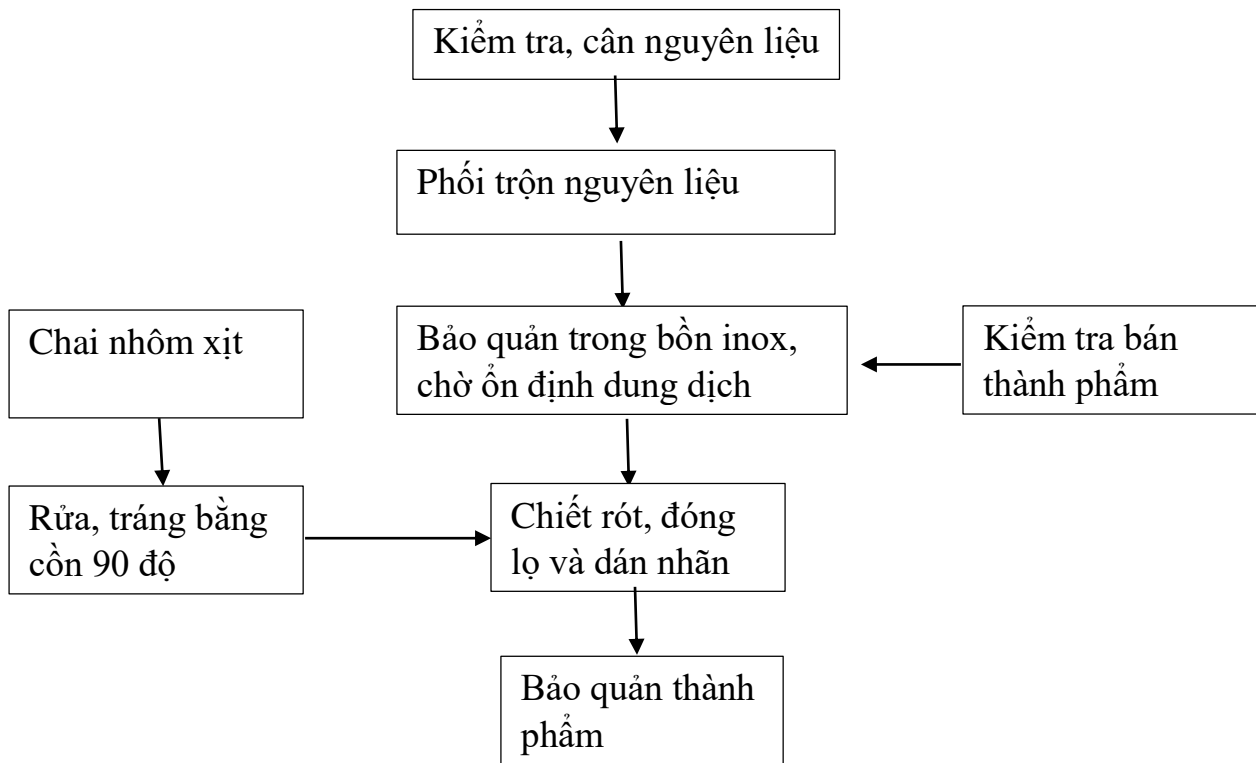 Kiểm tra, cân nguyên liệu
Phối trộn nguyên liệu
Chai nhôm xịt
Bảo quản trong bồn inox,
chờ ổn định dung dịch
Kiểm tra bán
thành phẩm
Rửa, tráng bằng
cồn 90 độ
Chiết rót, đóng
lọ và dán nhãn
Bảo quản thành
phẩm